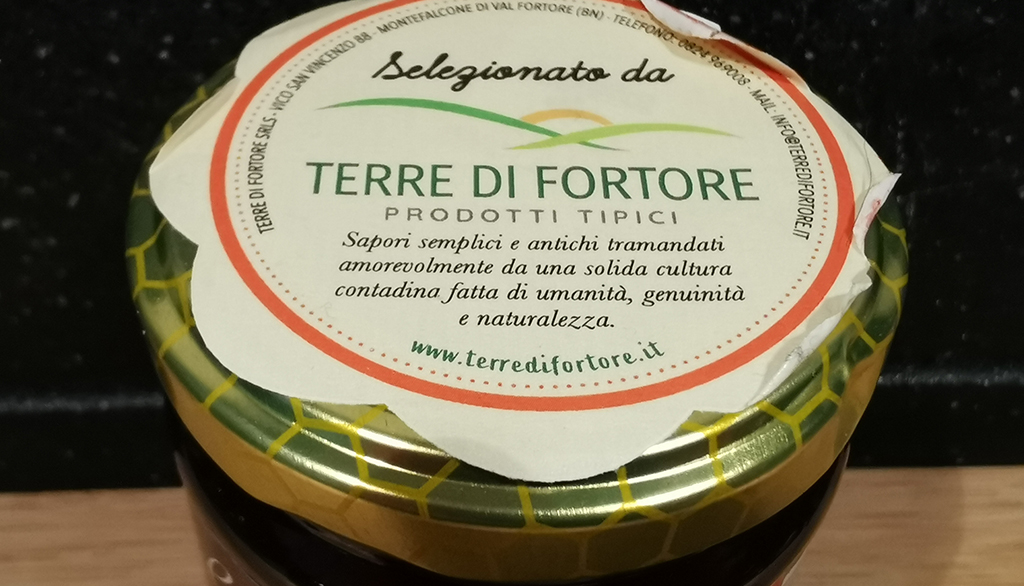 TERRE DI FORTORE SRLS · VICO SAN VINCENZO 88 · MONTEFALCONE DI VAL FORTORE (BN) · TELEFONO: 0824 969008 · MAIL: INFO@TERREDIFORTORE.IT
Selezionato da
TERRE DI FORTORE
PRODOTTI TIPICI
Sapori semplici e antichi tramandati
amorevolmente da una solida cultura
contadina fatta di umanità, genuinità
e naturalezza.
www.terredifortore.it